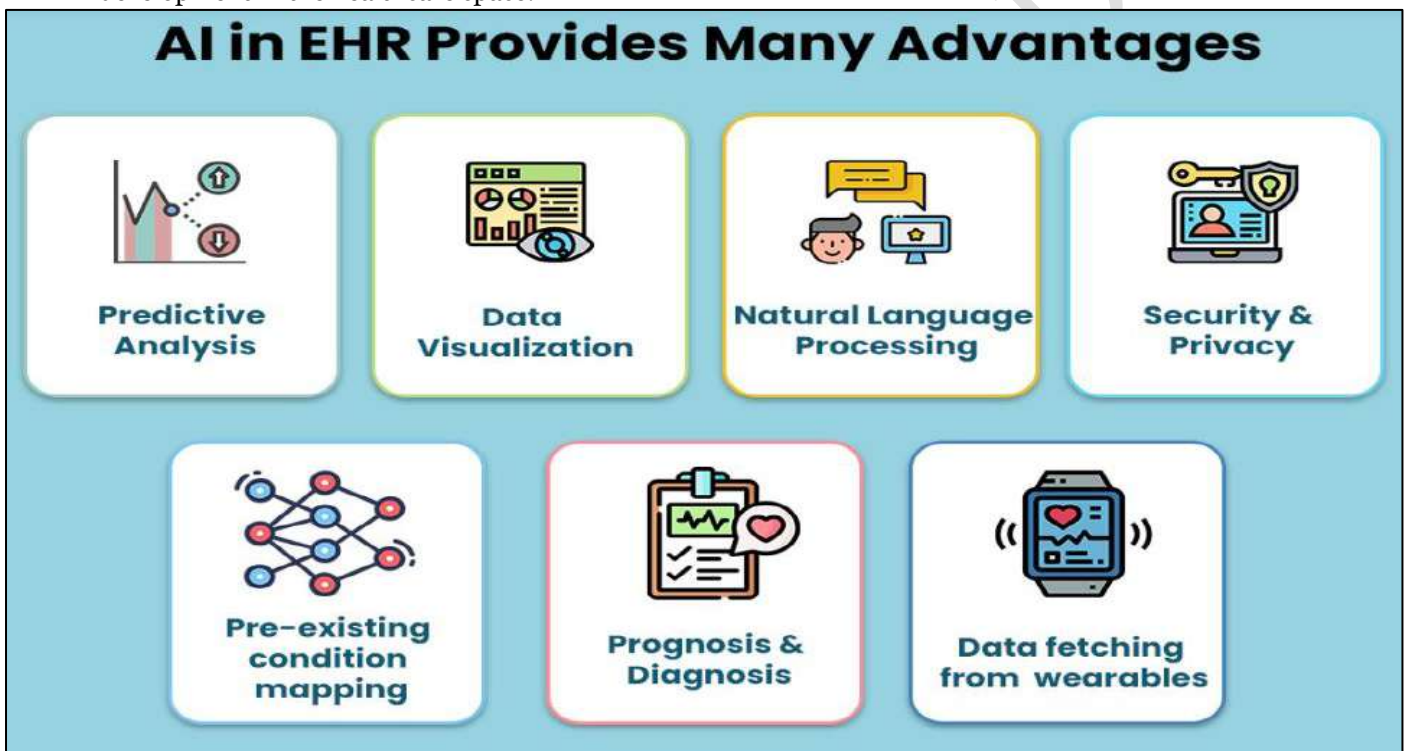 AI in EHR Provides Many Advantages
Predictive
Analysis
Data
Visualization
Natural Language
Processing
Security &
Privacy
Pre-existing
condition
mapping
Prognosis &
Diagnosis
Data fetching
from wearables